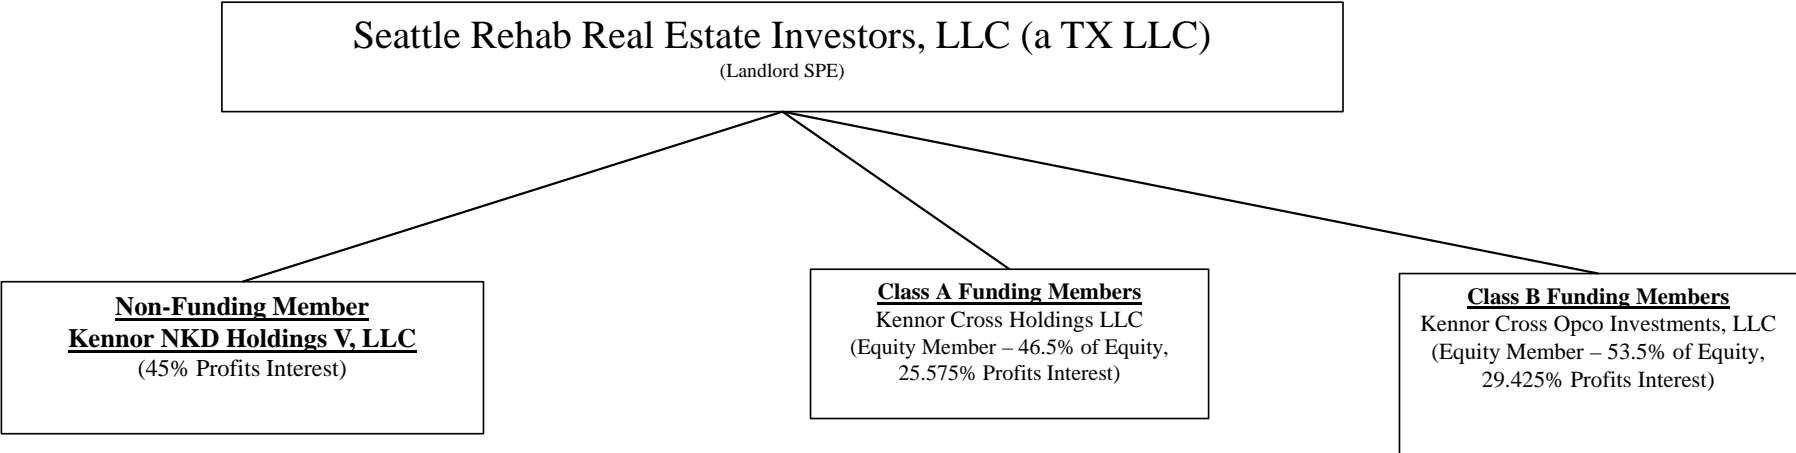 Seattle Rehab Real Estate Investors, LLC (a TX LLC)
(Landlord SPE)
Non-Funding Member
Kennor NKD Holdings V, LLC
(45% Profits Interest)
Class A Funding Members
Kennor Cross Holdings LLC
(Equity Member – 46.5% of Equity,
25.575% Profits Interest)
Class B Funding Members
Kennor Cross Opco Investments, LLC
(Equity Member – 53.5% of Equity,
29.425% Profits Interest)